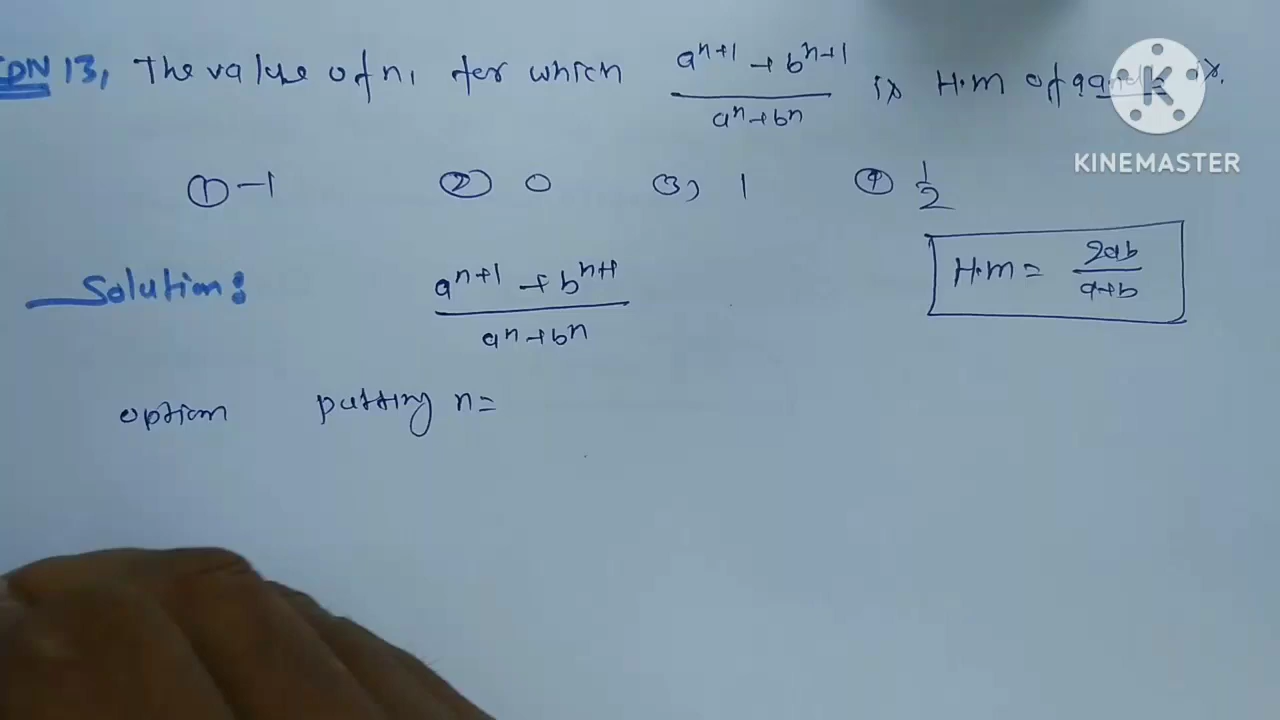 QN 13, The value of n, for which a^{n+1} + b^{n+1} / a^n + b^n is H.M of a and b is.
① -1 ② 0 ③, 1 ④ 1/2
H.M = 2ab / a+b
Solution:
a^{n+1} + b^{n+1} / a^n + b^n
option putting n =
KINEMASTER